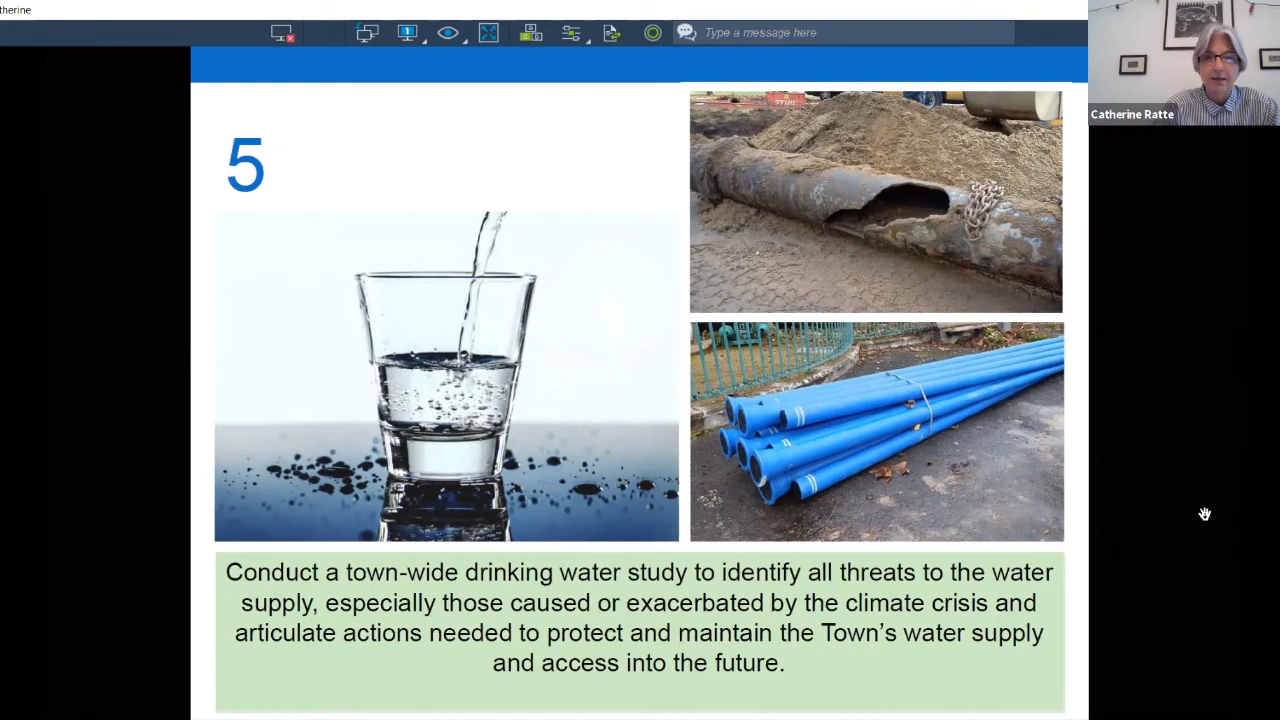 therine
1
Type a message here
Catherine Ratte
5
STIHL
Conduct a town-wide drinking water study to identify all threats to the water
supply, especially those caused or exacerbated by the climate crisis and
articulate actions needed to protect and maintain the Town's water supply
and access into the future.